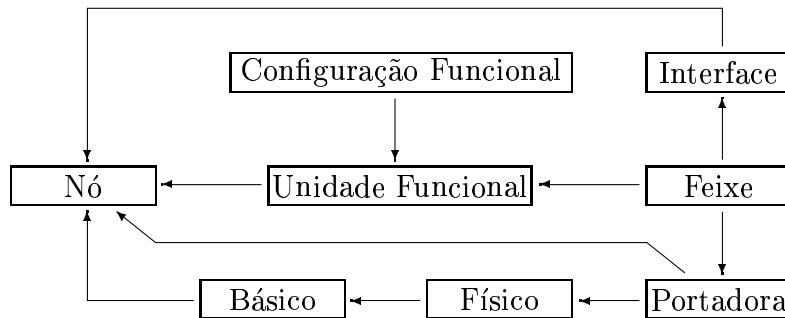 Configuração Funcional
Interface
Nó
Unidade Funcional
Feixe
Básico
Físico
Portadora